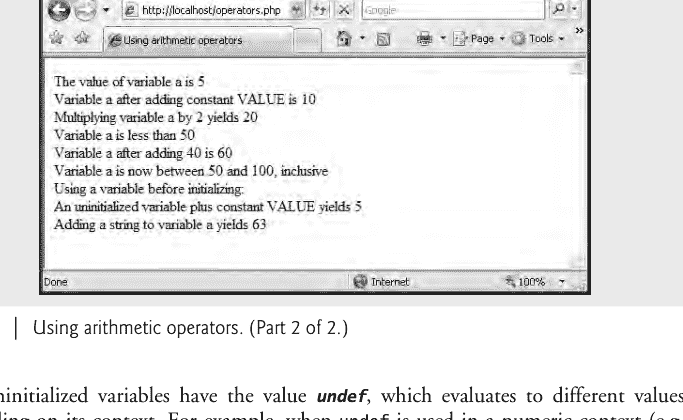 http://localhost/operators.php
Google
Using arithmetic operators
Page
Tools
»
The value of variable a is 5
Variable a after adding constant VALUE is 10
Multiplying variable a by 2 yields 20
Variable a is less than 50
Variable a after adding 40 is 60
Variable a is now between 50 and 100, inclusive
Using a variable before initializing:
An uninitialized variable plus constant VALUE yields 5
Adding a string to variable a yields 63
Done
Internet
100%
| Using arithmetic operators. (Part 2 of 2.)
ninitialized variables have the value undef, which evaluates to different values
ding on its context. For example, when undef is used in a numeric context (e.g.